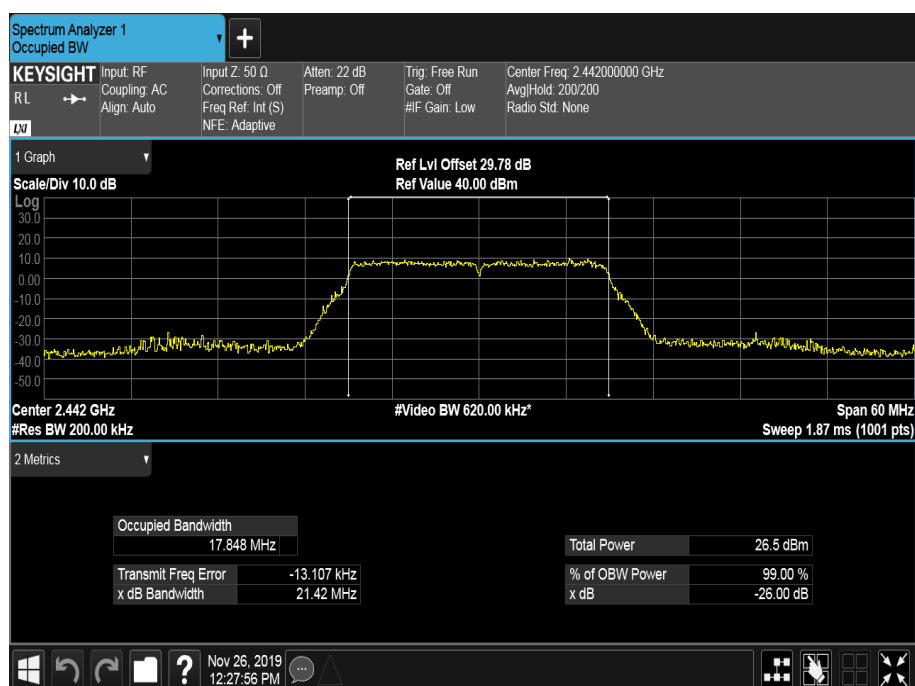 Spectrum Analyzer 1
Occupied BW
KEYSIGHT
R L
LXI
Input: RF
Coupling: AC
Align: Auto
Input Z: 50 Ω
Corrections: Off
Freq Ref: Int (S)
NFE: Adaptive
Atten: 22 dB
Preamp: Off
Trig: Free Run
Gate: Off
#IF Gain: Low
Center Freq: 2.442000000 GHz
Avg|Hold: 200/200
Radio Std: None
1 Graph
Scale/Div 10.0 dB
Ref Lvl Offset 29.78 dB
Ref Value 40.00 dBm
Log
30.0
20.0
10.0
0.00
-10.0
-20.0
-30.0
-40.0
-50.0
Center 2.442 GHz
#Res BW 200.00 kHz
#Video BW 620.00 kHz*
Span 60 MHz
Sweep 1.87 ms (1001 pts)
2 Metrics
Occupied Bandwidth
17.848 MHz
Transmit Freq Error -13.107 kHz
x dB Bandwidth 21.42 MHz
Total Power 26.5 dBm
% of OBW Power 99.00 %
x dB -26.00 dB
Nov 26, 2019
12:27:56 PM